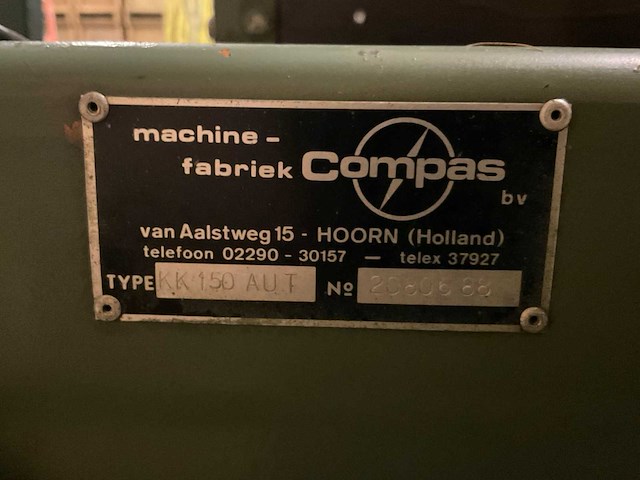 machine-
fabriek Compas
bv
van Aalstweg 15 - HOORN (Holland)
telefoon 02290 - 30157 — telex 37927
TYPE KK 150 AUT Nº